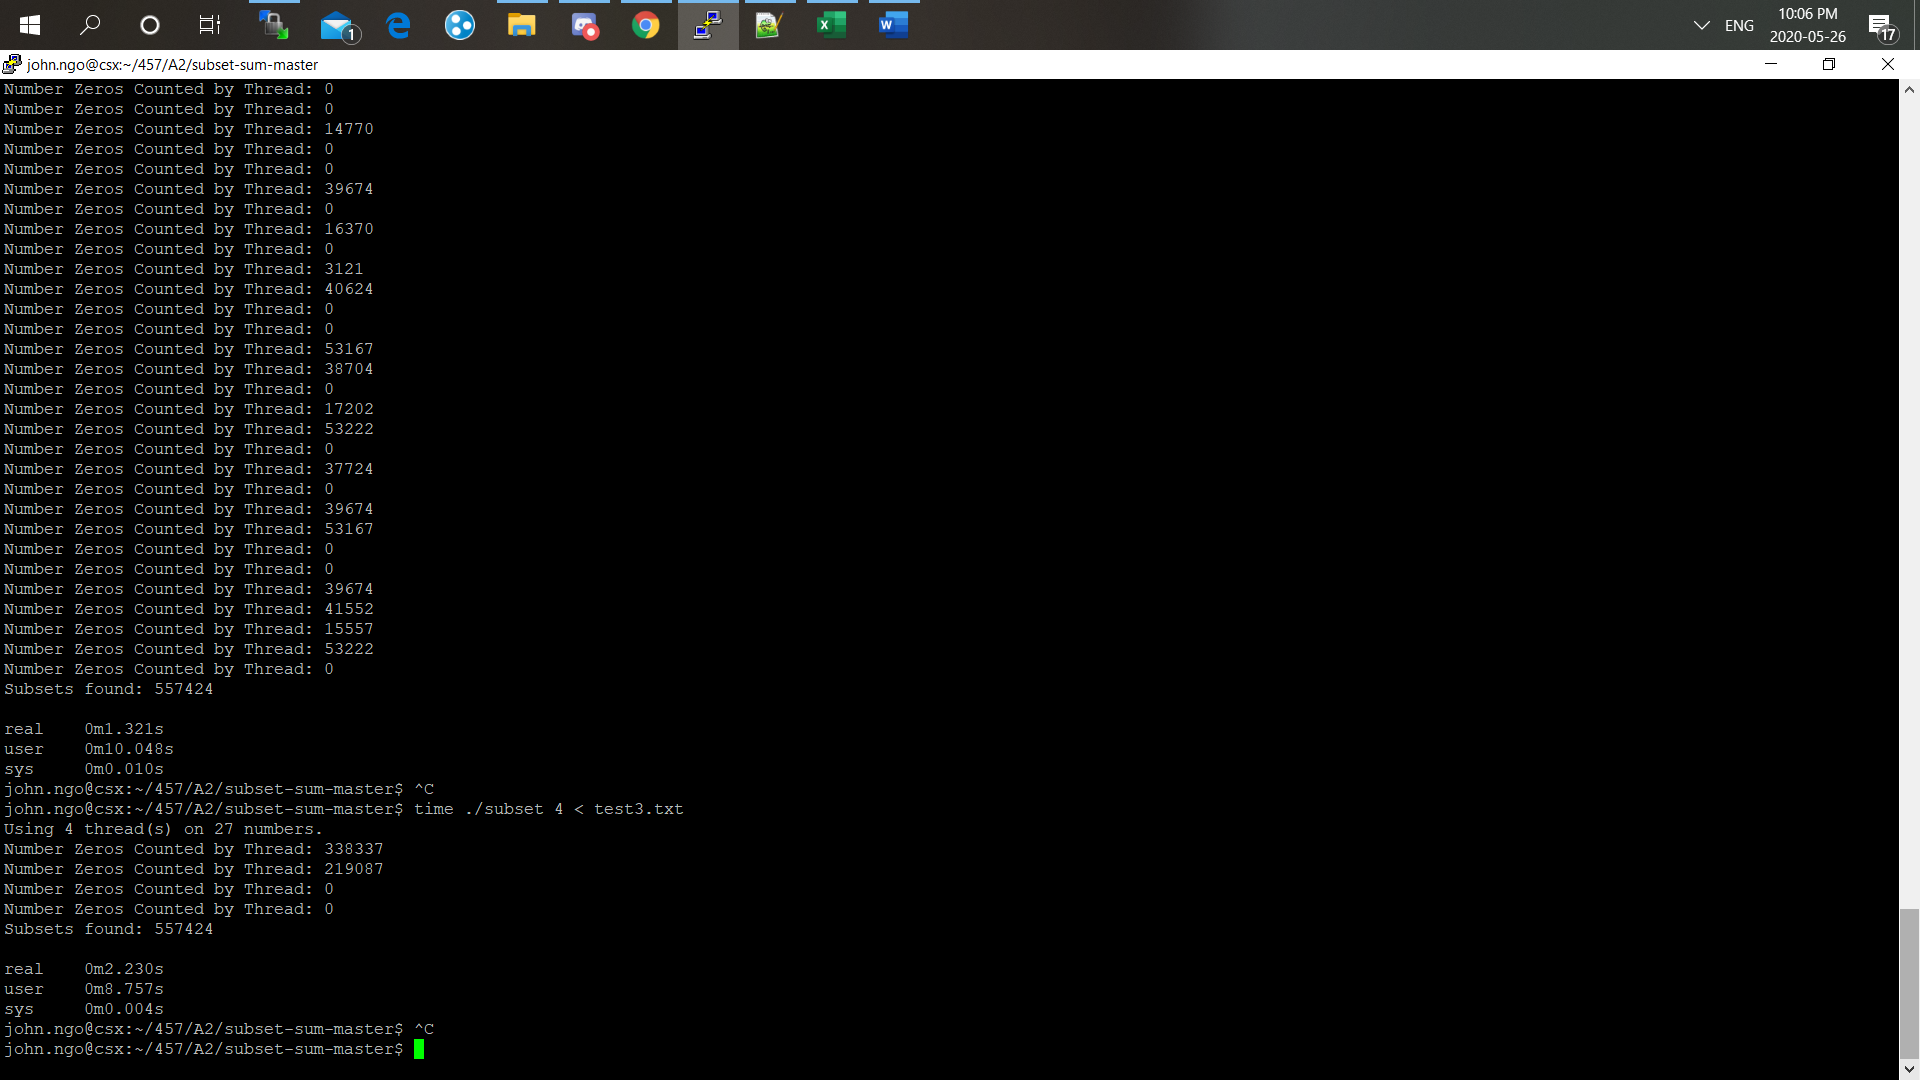 1
ENG
10:06 PM
2020-05-26
17
john.ngo@csx:~/457/A2/subset-sum-master
Number Zeros Counted by Thread: 0
Number Zeros Counted by Thread: 0
Number Zeros Counted by Thread: 14770
Number Zeros Counted by Thread: 0
Number Zeros Counted by Thread: 0
Number Zeros Counted by Thread: 39674
Number Zeros Counted by Thread: 0
Number Zeros Counted by Thread: 16370
Number Zeros Counted by Thread: 0
Number Zeros Counted by Thread: 3121
Number Zeros Counted by Thread: 40624
Number Zeros Counted by Thread: 0
Number Zeros Counted by Thread: 0
Number Zeros Counted by Thread: 53167
Number Zeros Counted by Thread: 38704
Number Zeros Counted by Thread: 0
Number Zeros Counted by Thread: 17202
Number Zeros Counted by Thread: 53222
Number Zeros Counted by Thread: 0
Number Zeros Counted by Thread: 37724
Number Zeros Counted by Thread: 0
Number Zeros Counted by Thread: 39674
Number Zeros Counted by Thread: 53167
Number Zeros Counted by Thread: 0
Number Zeros Counted by Thread: 0
Number Zeros Counted by Thread: 39674
Number Zeros Counted by Thread: 41552
Number Zeros Counted by Thread: 15557
Number Zeros Counted by Thread: 53222
Number Zeros Counted by Thread: 0
Subsets found: 557424
real 0m1.321s
user 0m10.048s
sys 0m0.010s
john.ngo@csx:~/457/A2/subset-sum-master$ ^C
john.ngo@csx:~/457/A2/subset-sum-master$ time ./subset 4 < test3.txt
Using 4 thread(s) on 27 numbers.
Number Zeros Counted by Thread: 338337
Number Zeros Counted by Thread: 219087
Number Zeros Counted by Thread: 0
Number Zeros Counted by Thread: 0
Subsets found: 557424
real 0m2.230s
user 0m8.757s
sys 0m0.004s
john.ngo@csx:~/457/A2/subset-sum-master$ ^C
john.ngo@csx:~/457/A2/subset-sum-master$